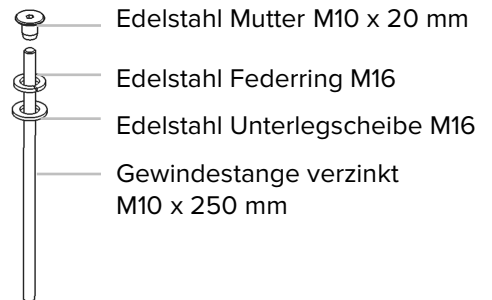 Edelstahl Mutter M10 x 20 mm
Edelstahl Federring M16
Edelstahl Unterlegscheibe M16
Gewindestange verzinkt
M10 x 250 mm